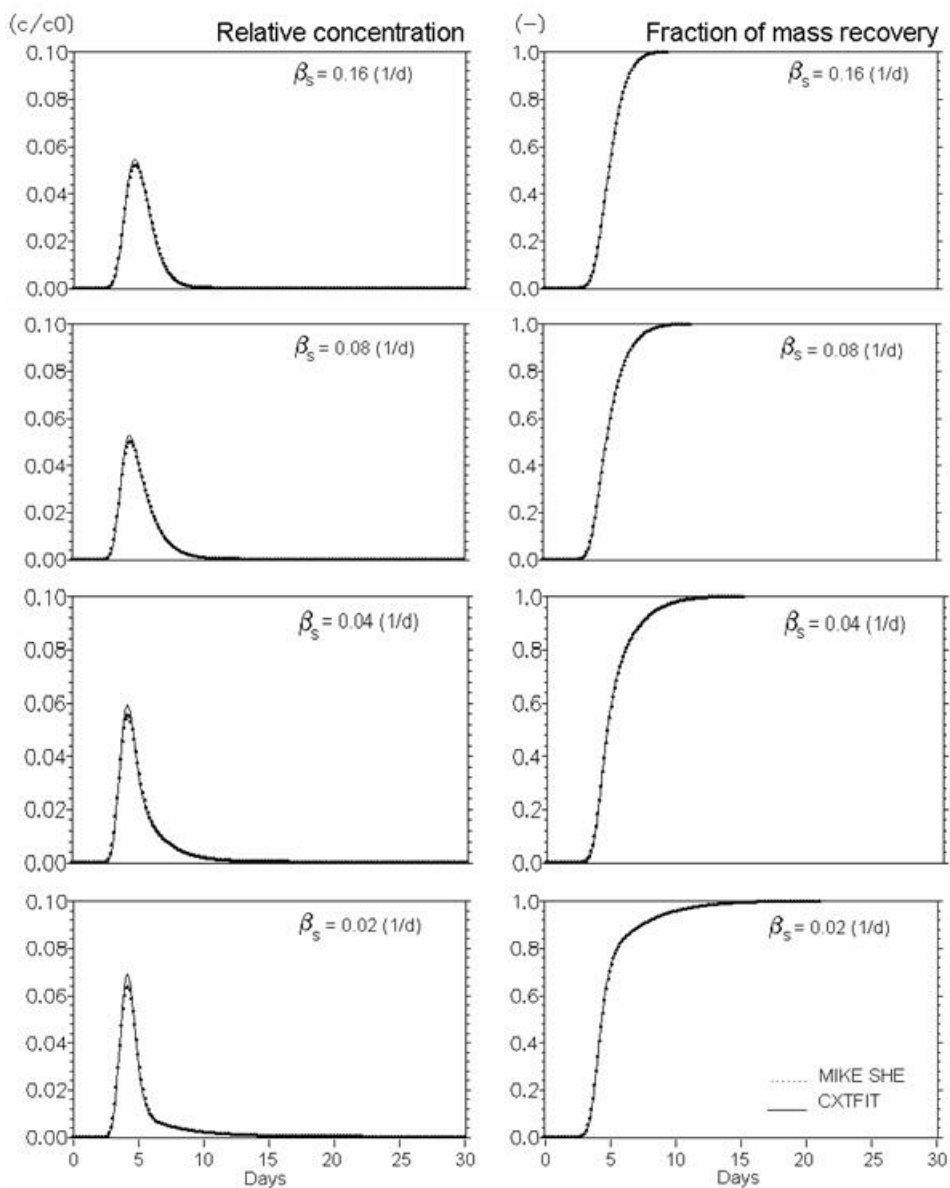 (c/c0) Relative concentration (-) Fraction of mass recovery
0.10 βs = 0.16 (1/d) 1.0 βs = 0.16 (1/d)
0.08 0.8
0.06 0.6
0.04 0.4
0.02 0.2
0.00 0.0
0.10 βs = 0.08 (1/d) 1.0 βs = 0.08 (1/d)
0.08 0.8
0.06 0.6
0.04 0.4
0.02 0.2
0.00 0.0
0.10 βs = 0.04 (1/d) 1.0 βs = 0.04 (1/d)
0.08 0.8
0.06 0.6
0.04 0.4
0.02 0.2
0.00 0.0
0.10 βs = 0.02 (1/d) 1.0 βs = 0.02 (1/d)
0.08 0.8
0.06 0.6
0.04 0.4
0.02 0.2 MIKE SHE
CXTFIT
0.00 0.0
0 5 10 15 20 25 30 0 5 10 15 20 25 30
Days Days